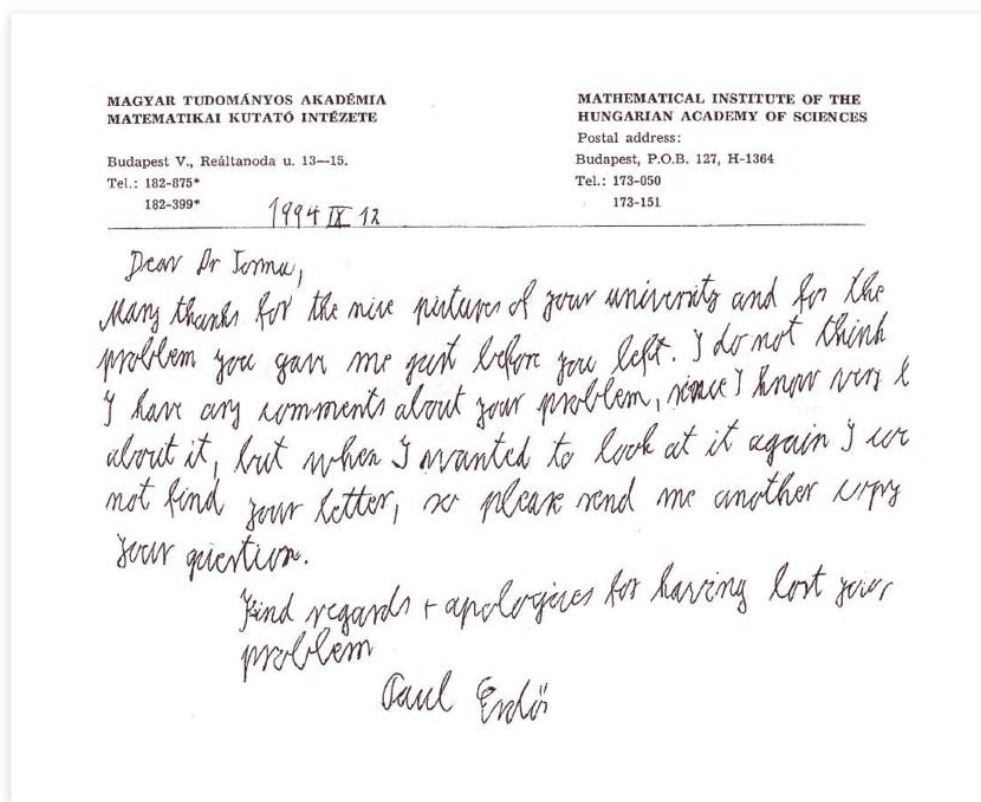 MAGYAR TUDOMÁNYOS AKADÉMIA
MATEMATIKAI KUTATÓ INTÉZETE
Budapest V., Reáltanoda u. 13—15.
Tel.: 182-875*
182-399*
MATHEMATICAL INSTITUTE OF THE
HUNGARIAN ACADEMY OF SCIENCES
Postal address:
Budapest, P.O.B. 127, H-1364
Tel.: 173-050
173-151
1994 IX 12
Dear Dr
Many thanks for the nice pictures of your university and for the
problem you gave me just before you left. I do not think
I have any comments about your problem, since I know very l
about it, but when I wanted to look at it again I co
not find your letter, so please send me another copy
your question.
Kind regards + apologies for having lost your
problem
Paul Erdős